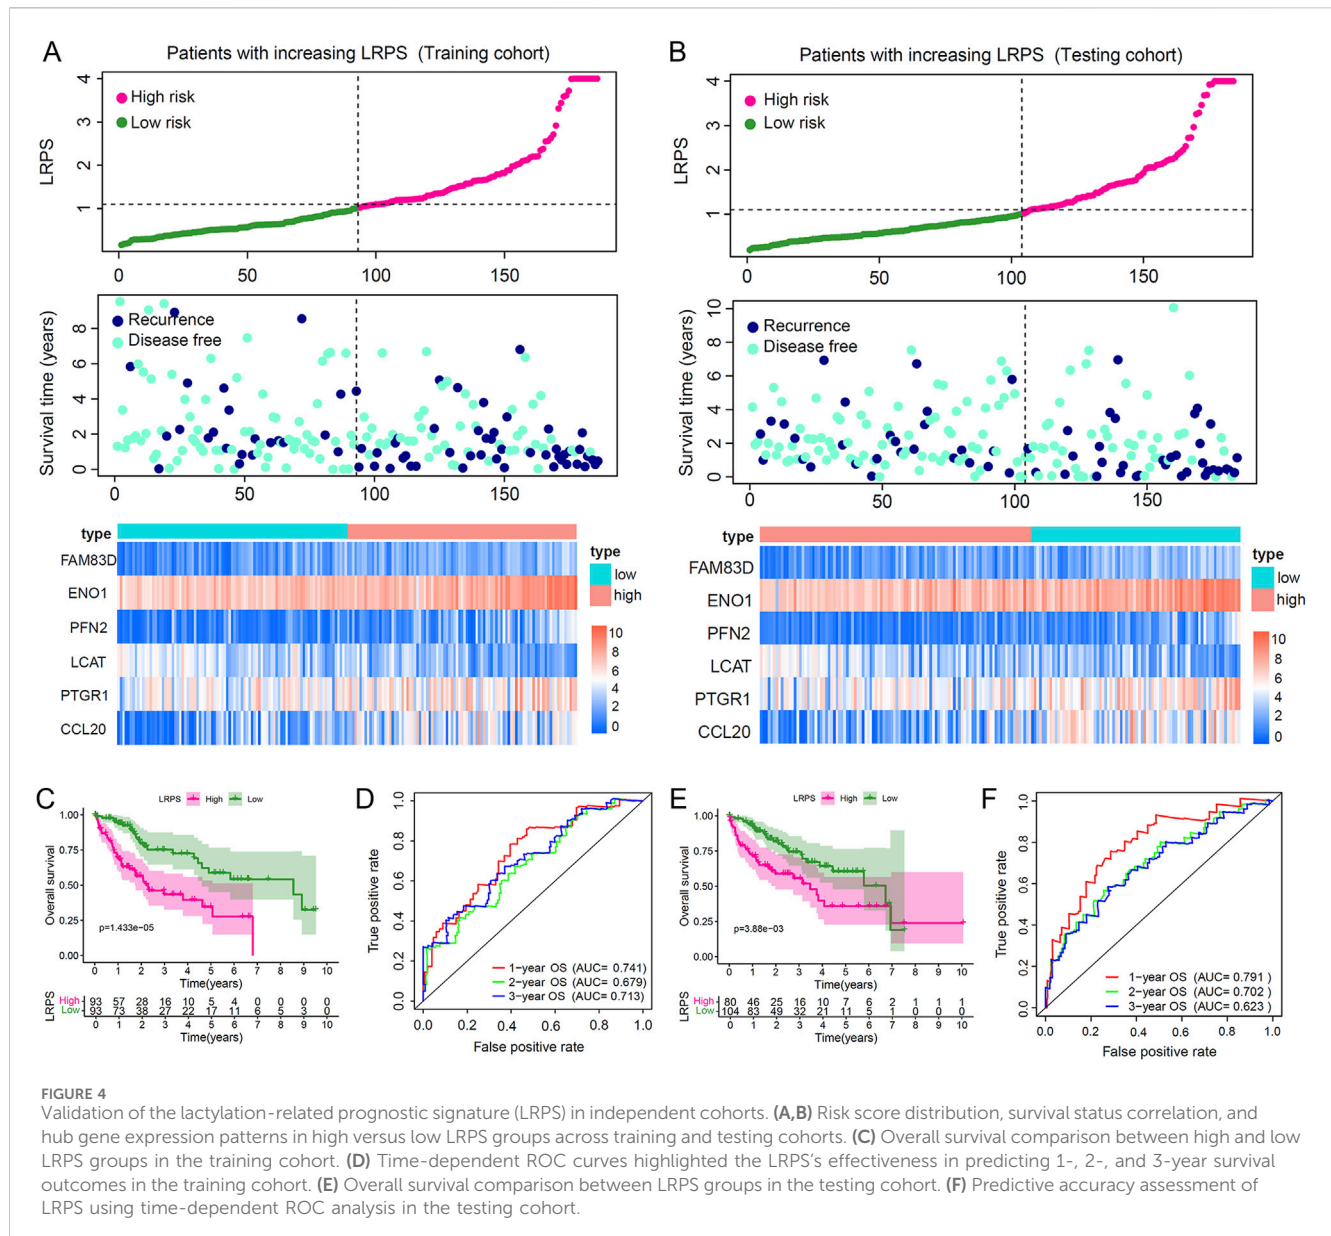 A
Patients with increasing LRPS (Training cohort)
LRPS
4
3
2
1
High risk
Low risk
0 50 100 150
Survival time (years)
8
6
4
2
0
Recurrence
Disease free
0 50 100 150
type
FAM83D
ENO1
PFN2
LCAT
PTGR1
CCL20
type
low
high
10
8
6
4
2
0
B
Patients with increasing LRPS (Testing cohort)
LRPS
4
3
2
1
High risk
Low risk
0 50 100 150
Survival time (years)
10
8
6
4
2
0
Recurrence
Disease free
0 50 100 150
type
FAM83D
ENO1
PFN2
LCAT
PTGR1
CCL20
type
low
high
10
8
6
4
2
0
C
LRPS High Low
Overall survival
1.00
0.75
0.50
0.25
0.00
p=1.433e−05
0 1 2 3 4 5 6 7 8 9 10
Time(years)
LRPS
High 93 57 28 16 10 5 4 0 0 0 0
Low 93 73 38 27 22 17 11 6 5 3 0
0 1 2 3 4 5 6 7 8 9 10
Time(years)
D
True positive rate
1.0
0.8
0.6
0.4
0.2
0.0
1−year OS (AUC= 0.741)
2−year OS (AUC= 0.679)
3−year OS (AUC= 0.713)
0.0 0.2 0.4 0.6 0.8 1.0
False positive rate
E
LRPS High Low
Overall survival
1.00
0.75
0.50
0.25
0.00
p=3.88e−03
0 1 2 3 4 5 6 7 8 9 10
Time(years)
LRPS
High 80 46 25 16 10 7 6 2 1 1 1
Low 104 83 49 32 21 11 5 1 0 0 0
0 1 2 3 4 5 6 7 8 9 10
Time(years)
F
True positive rate
1.0
0.8
0.6
0.4
0.2
0.0
1−year OS (AUC= 0.791 )
2−year OS (AUC= 0.702 )
3−year OS (AUC= 0.623 )
0.0 0.2 0.4 0.6 0.8 1.0
False positive rate
FIGURE 4
Validation of the lactylation-related prognostic signature (LRPS) in independent cohorts. (A,B) Risk score distribution, survival status correlation, and
hub gene expression patterns in high versus low LRPS groups across training and testing cohorts. (C) Overall survival comparison between high and low
LRPS groups in the training cohort. (D) Time-dependent ROC curves highlighted the LRPS's effectiveness in predicting 1-, 2-, and 3-year survival
outcomes in the training cohort. (E) Overall survival comparison between LRPS groups in the testing cohort. (F) Predictive accuracy assessment of
LRPS using time-dependent ROC analysis in the testing cohort.